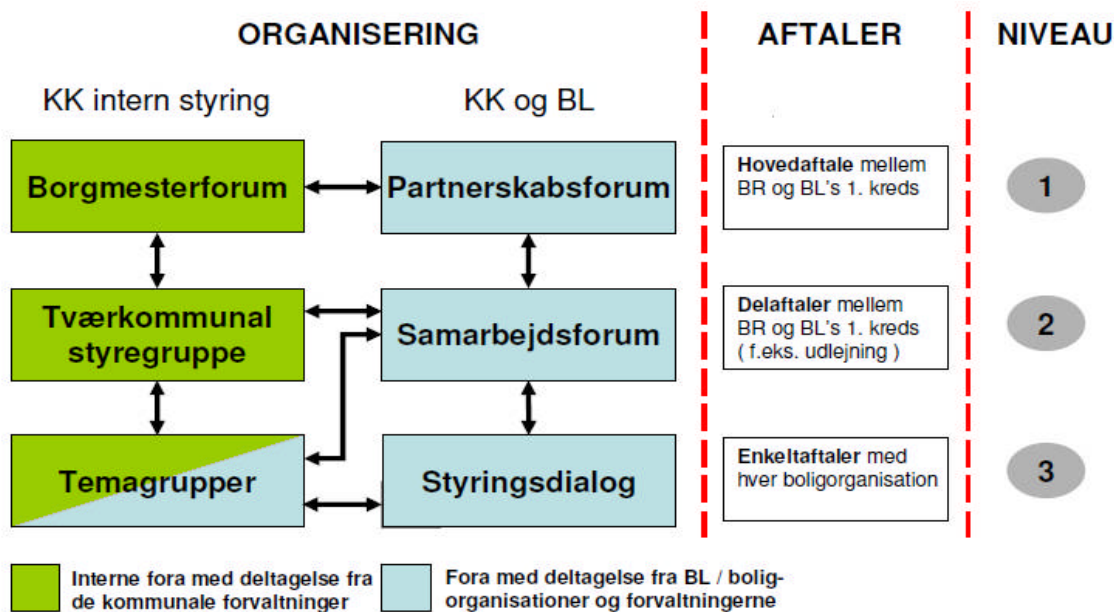 ORGANISERING
AFTALER
NIVEAU
KK intern styring
KK og BL
Borgmesterforum
Partnerskabsforum
Hovedaftale mellem
BR og BL's 1. kreds
1
Tværkommunal
styregruppe
Samarbejdsforum
Delaftaler mellem
BR og BL's 1. kreds
( f.eks. udlejning )
2
Temagrupper
Styringsdialog
Enkeltaftaler med
hver boligorganisation
3
Interne fora med deltagelse fra
de kommunale forvaltninger
Fora med deltagelse fra BL / bolig-
organisationer og forvaltningerne